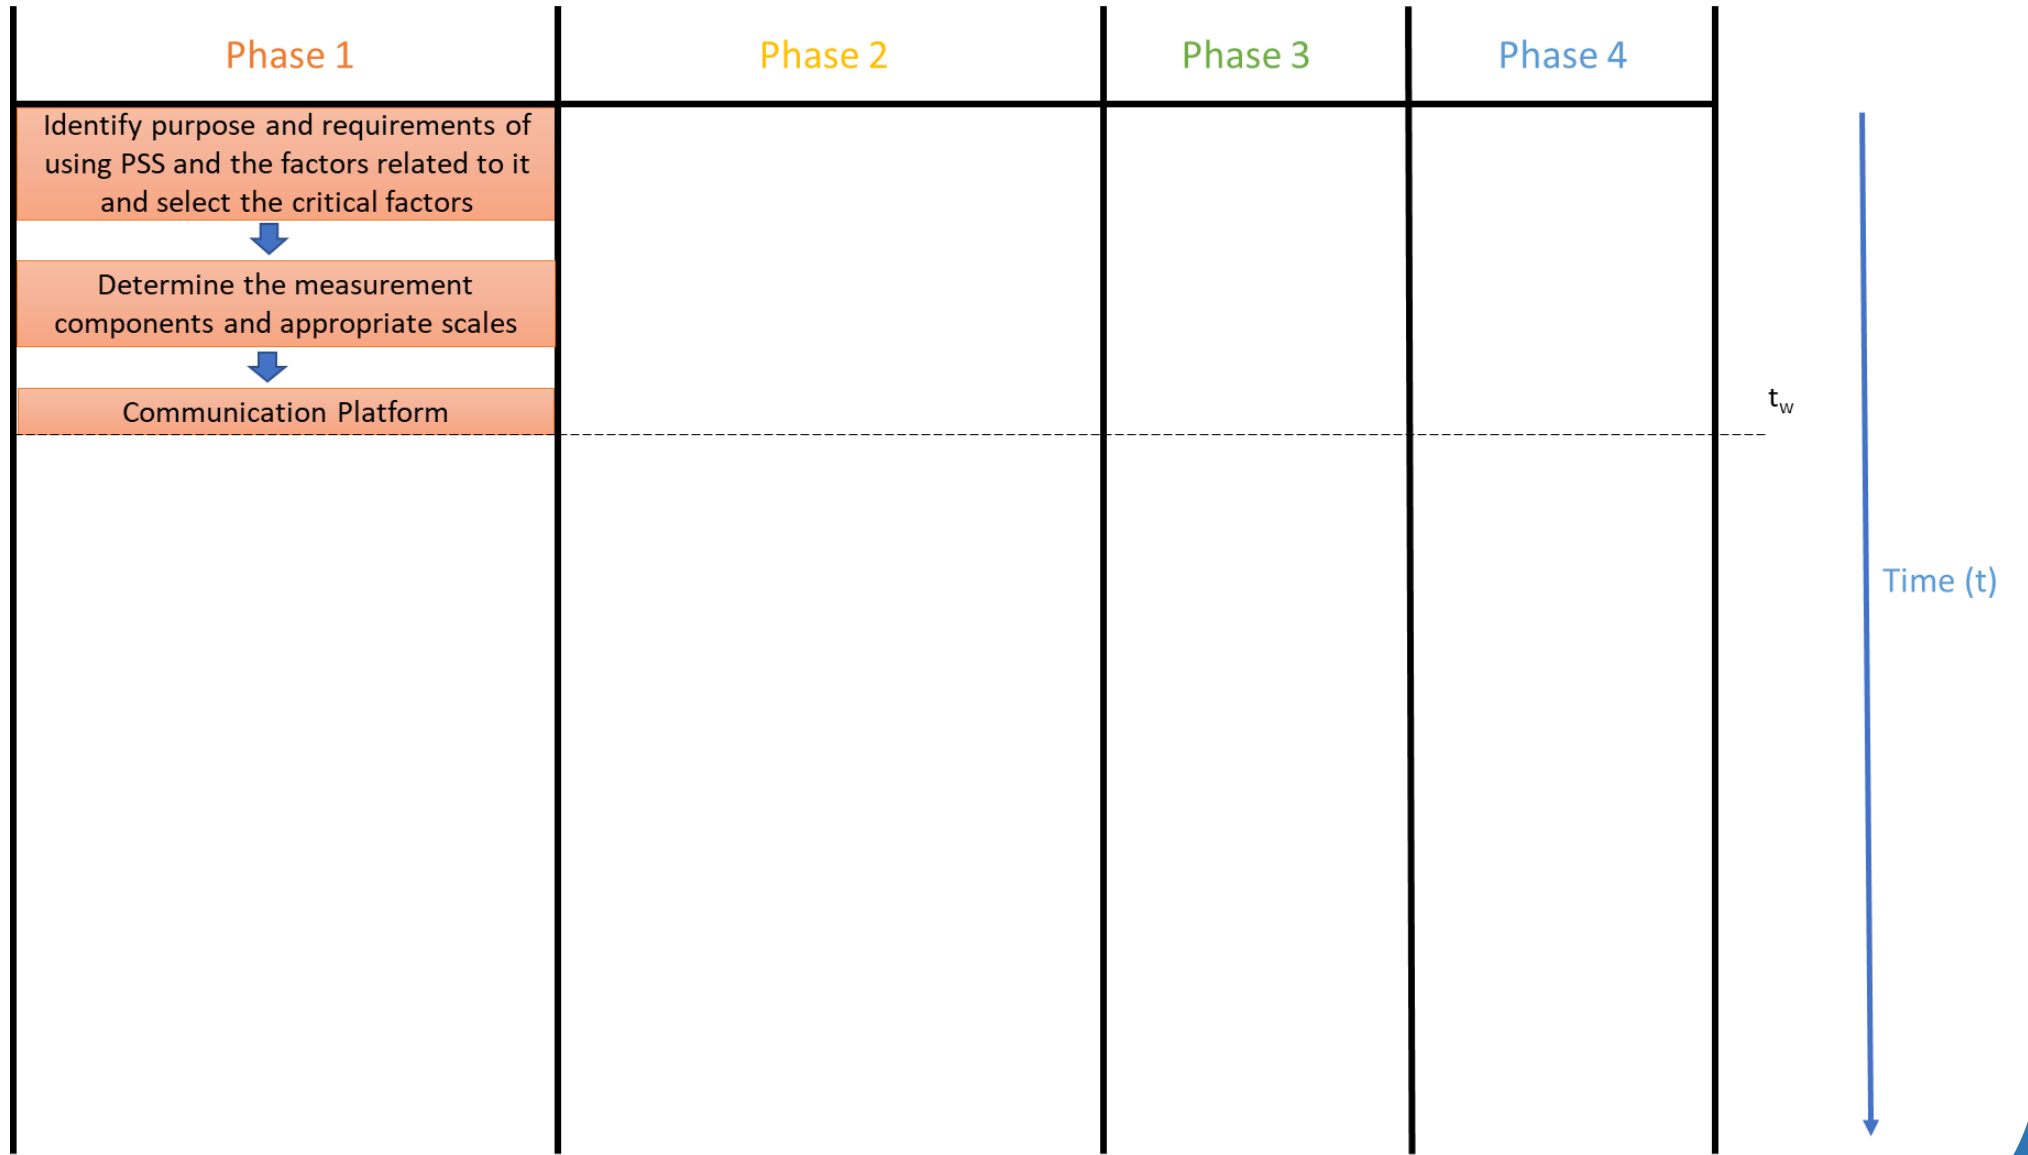 Phase 1
Phase 2
Phase 3
Phase 4
Identify purpose and requirements of
using PSS and the factors related to it
and select the critical factors
Determine the measurement
components and appropriate scales
Communication Platform
tw
Time (t)